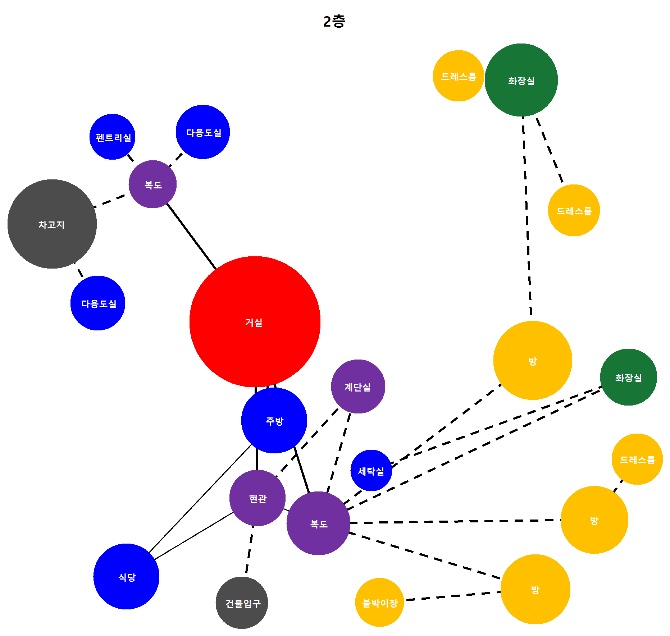 2층
드레스룸
화장실
팬트리실
다용도실
복도
드레스룸
차고지
다용도실
거실
방
화장실
계단실
주방
드레스룸
세탁실
현관
복도
방
식당
건물입구
붙박이장
방